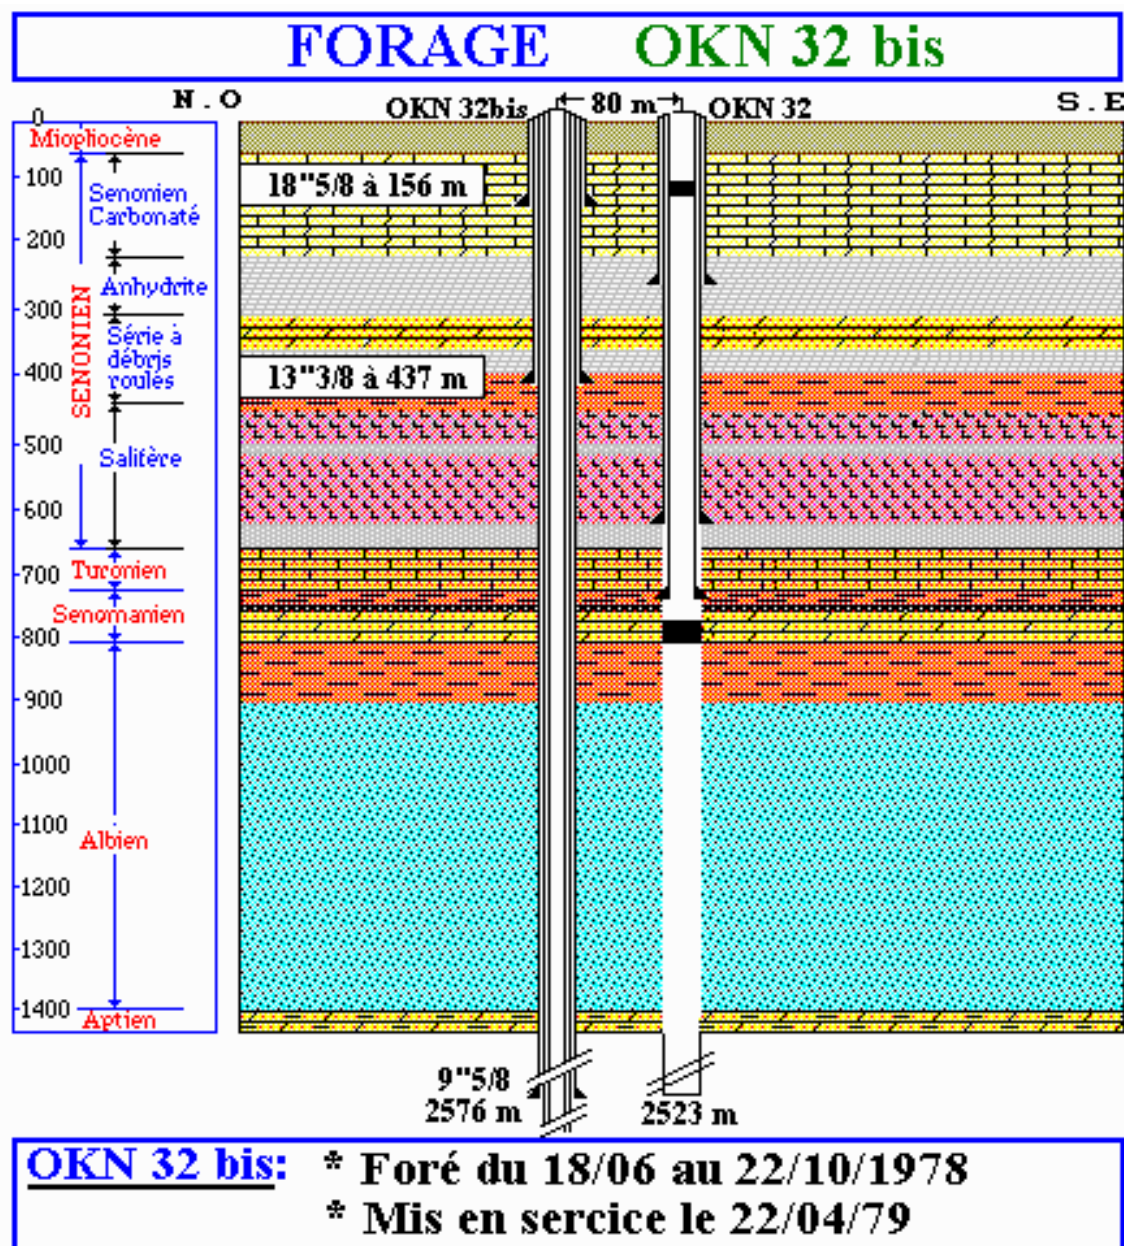 FORAGE OKN 32 bis
N.O OKN 32bis 80 m OKN 32 S.E
0
Miopliocène
100
18"5/8 à 156 m
Senonien
Carbonaté
200
Anhydrite
300
SENONIEN
Série à
débris
roulés
400
13"3/8 à 437 m
500
Salitère
600
700
Turonien
Senomanien
800
900
1000
1100
Albien
1200
1300
1400
Aptien
9"5/8
2576 m
2523 m
OKN 32 bis: * Foré du 18/06 au 22/10/1978
* Mis en sercice le 22/04/79